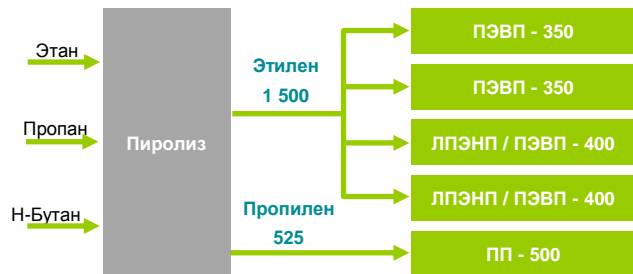 Этан
Пропан
Н-Бутан
Пиролиз
Этилен
1 500
Пропилен
525
ПЭВП - 350
ПЭВП - 350
ЛПЭНП / ПЭВП - 400
ЛПЭНП / ПЭВП - 400
ПП - 500